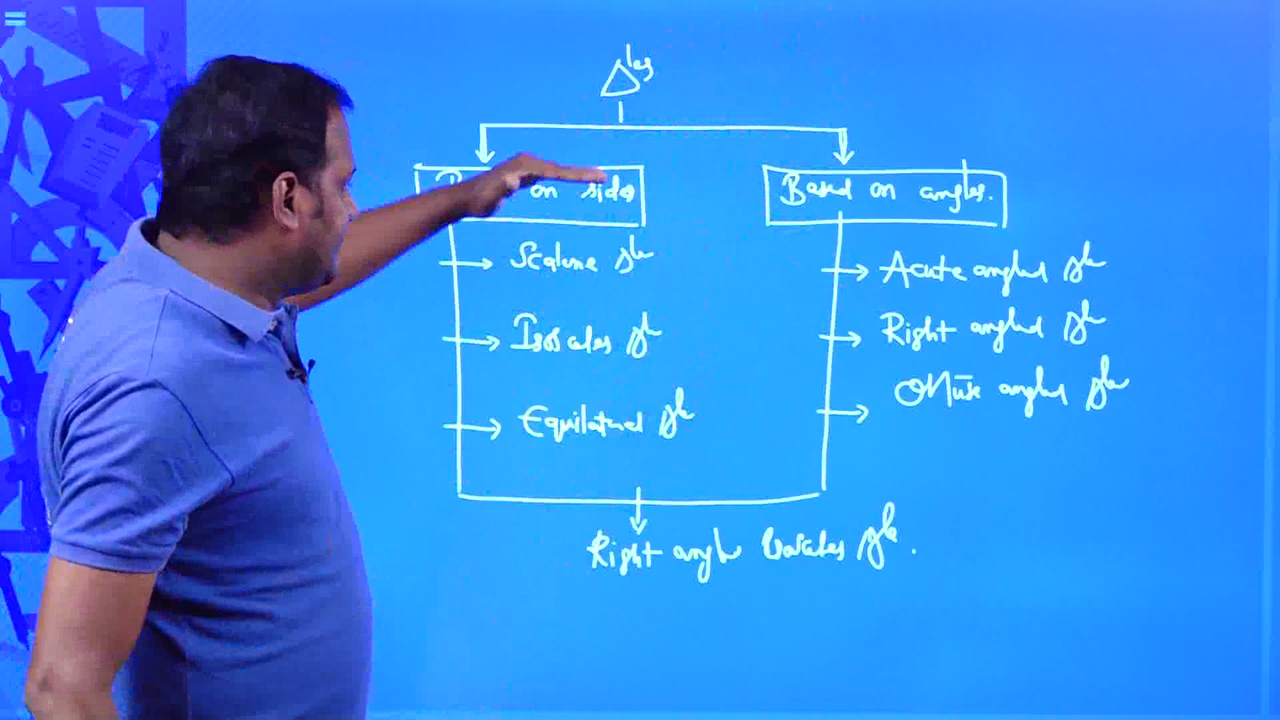 △les
on sides
Based on angles.
Scalene △le
Isosceles △le
Equilateral △le
Acute angled △le
Right angled △le
Obtuse angled △le
Right angle Isosceles △le.